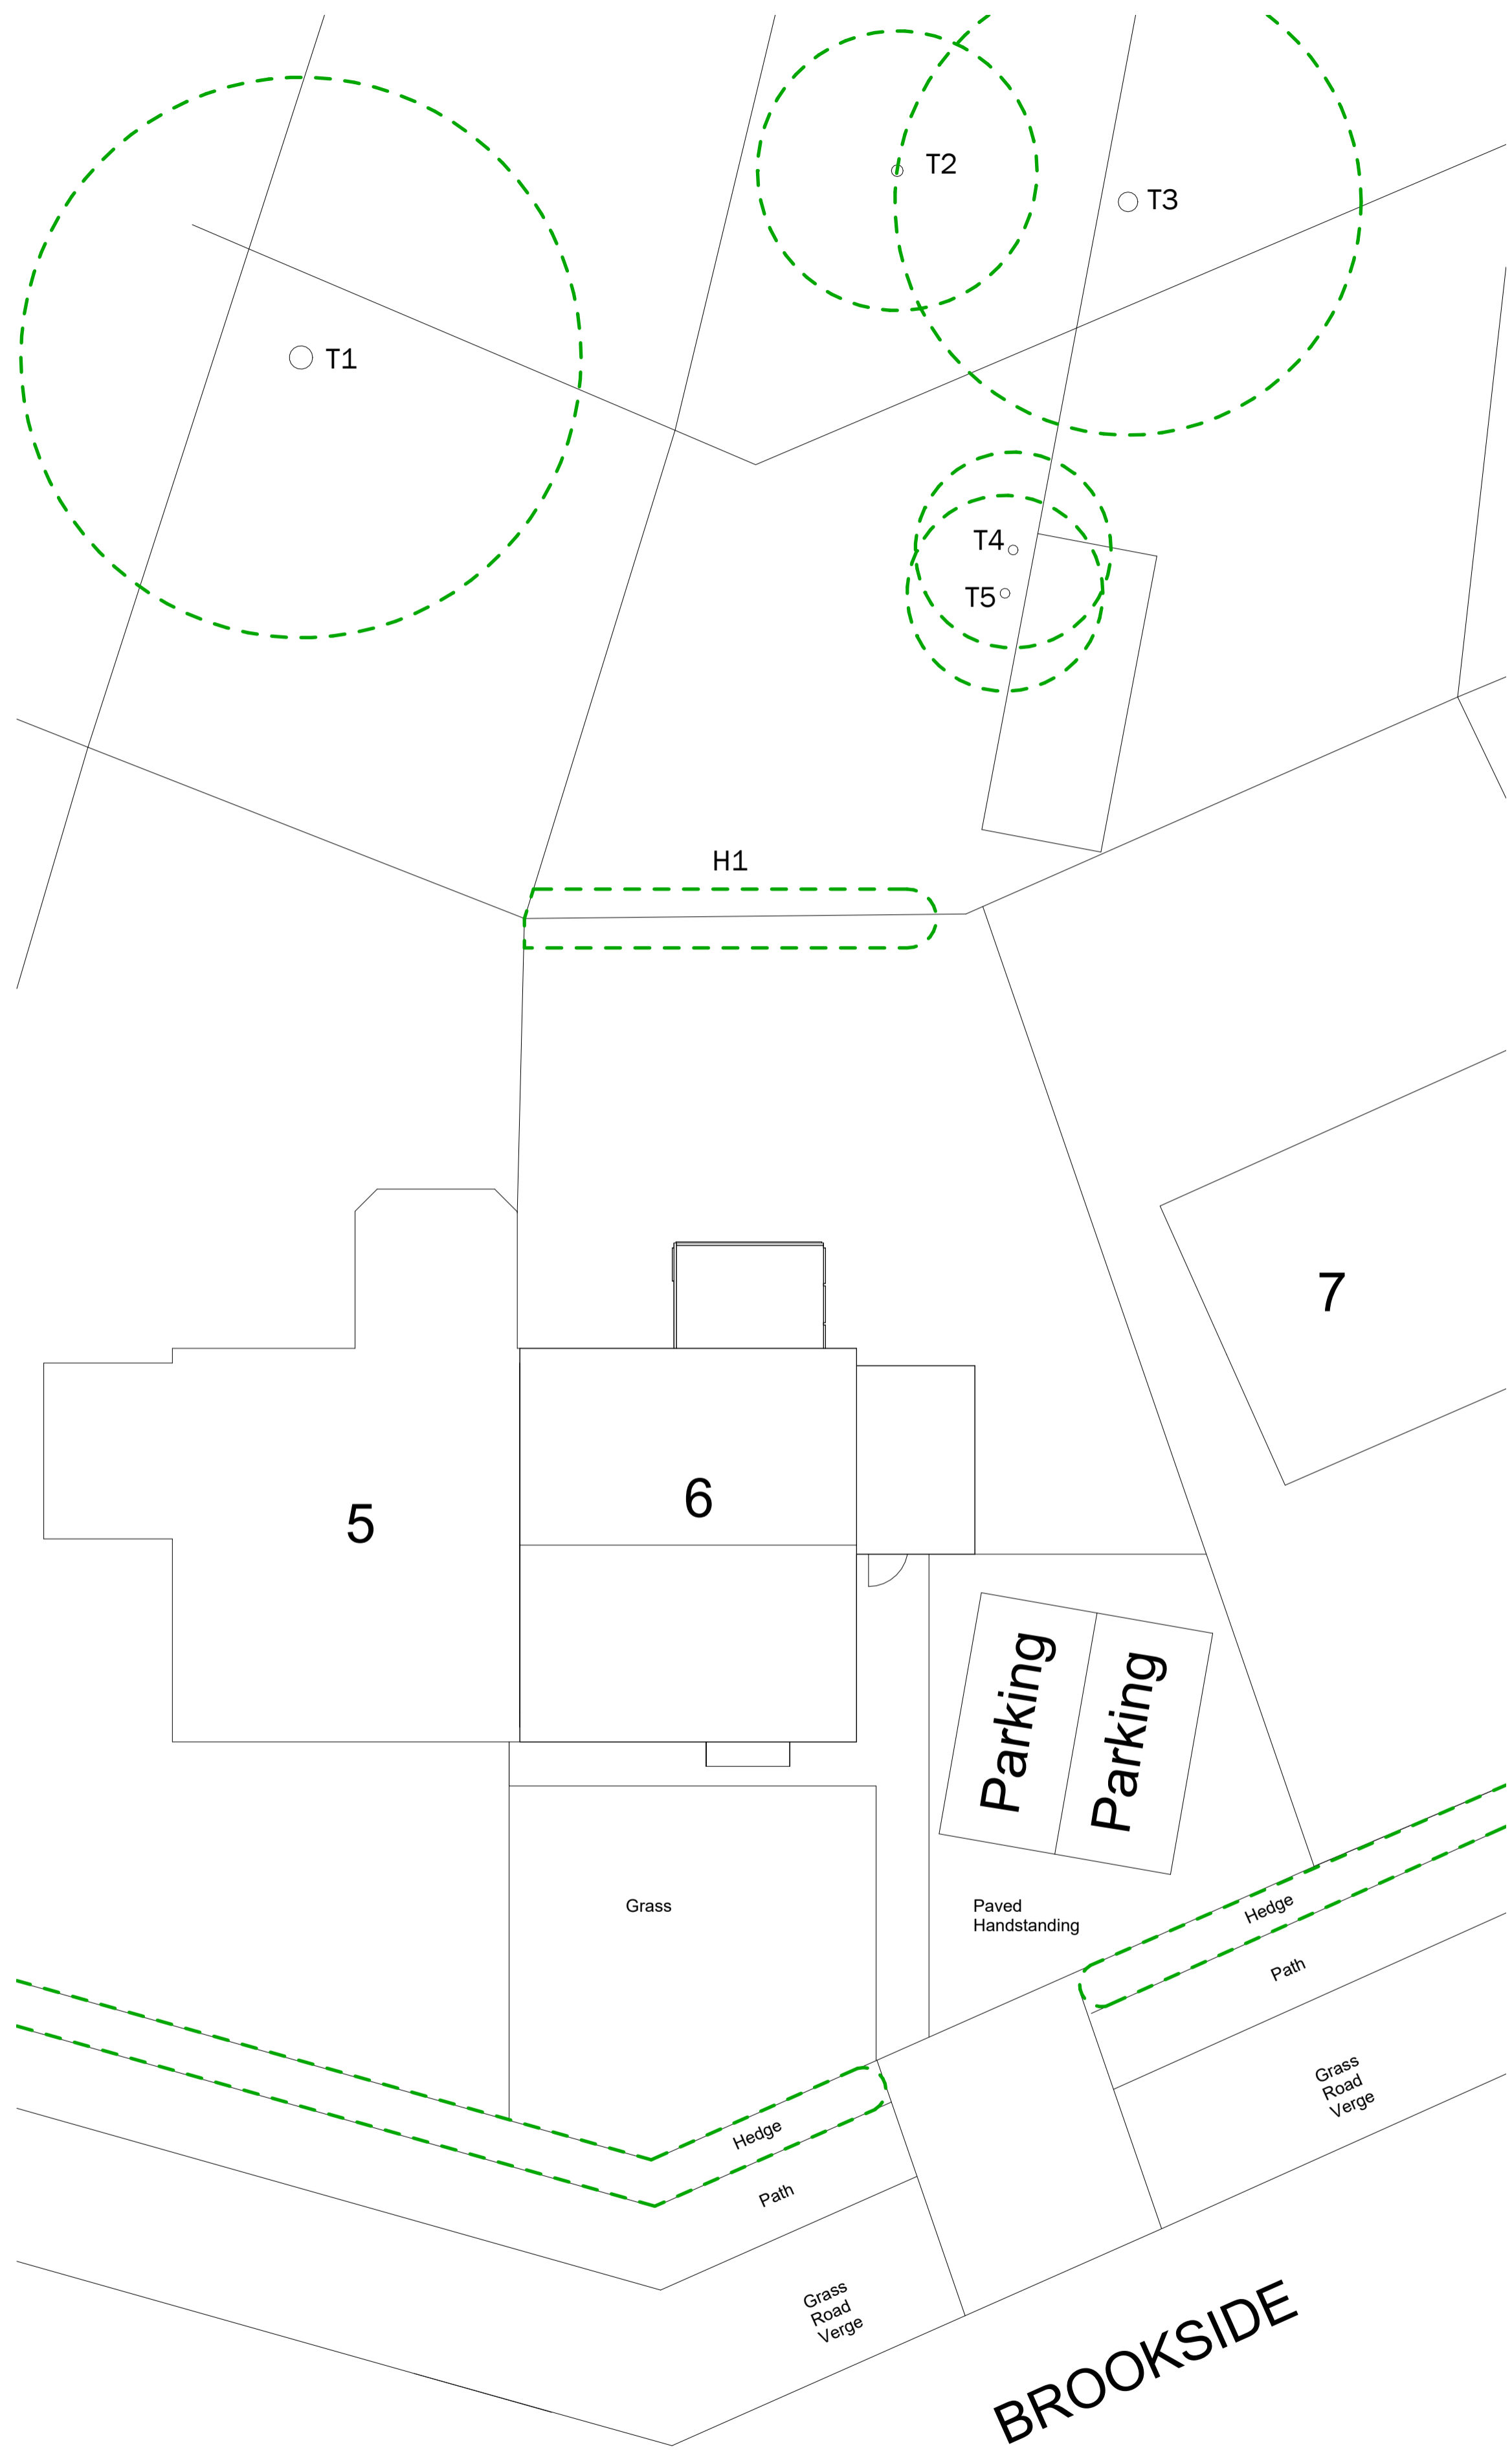 T2
T3
T1
T4
T5
H1
7
6
5
Parking
Parking
Grass
Paved
Handstanding
Hedge
Path
Grass
Road
Verge
Hedge
Path
Grass
Road
Verge
BROOKSIDE